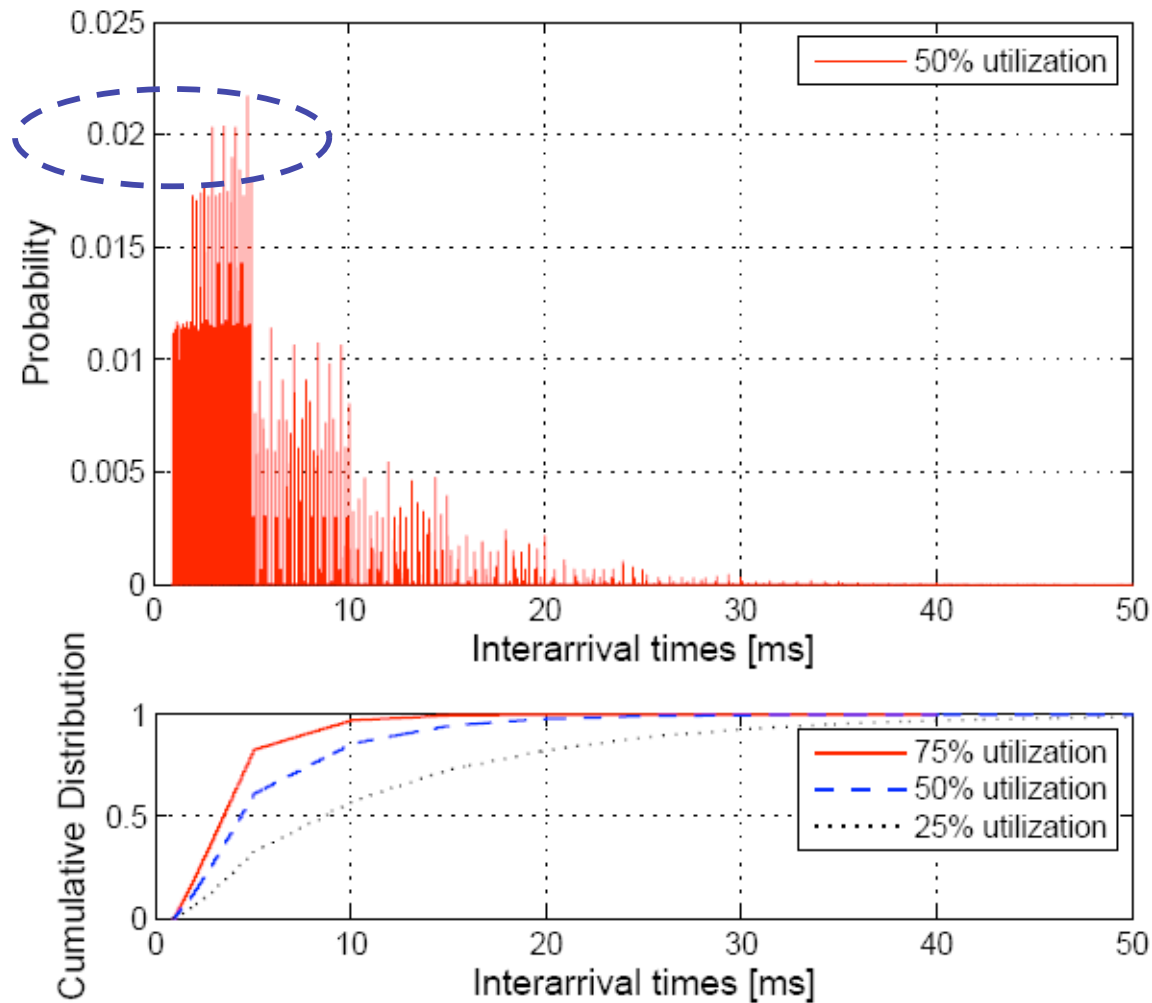 0.025
50% utilization
0.02
0.015
0.01
0.005
0
Probability
0 10 20 30 40 50
Interarrival times [ms]
1
0.5
0
Cumulative Distribution
75% utilization
50% utilization
25% utilization
0 10 20 30 40 50
Interarrival times [ms]